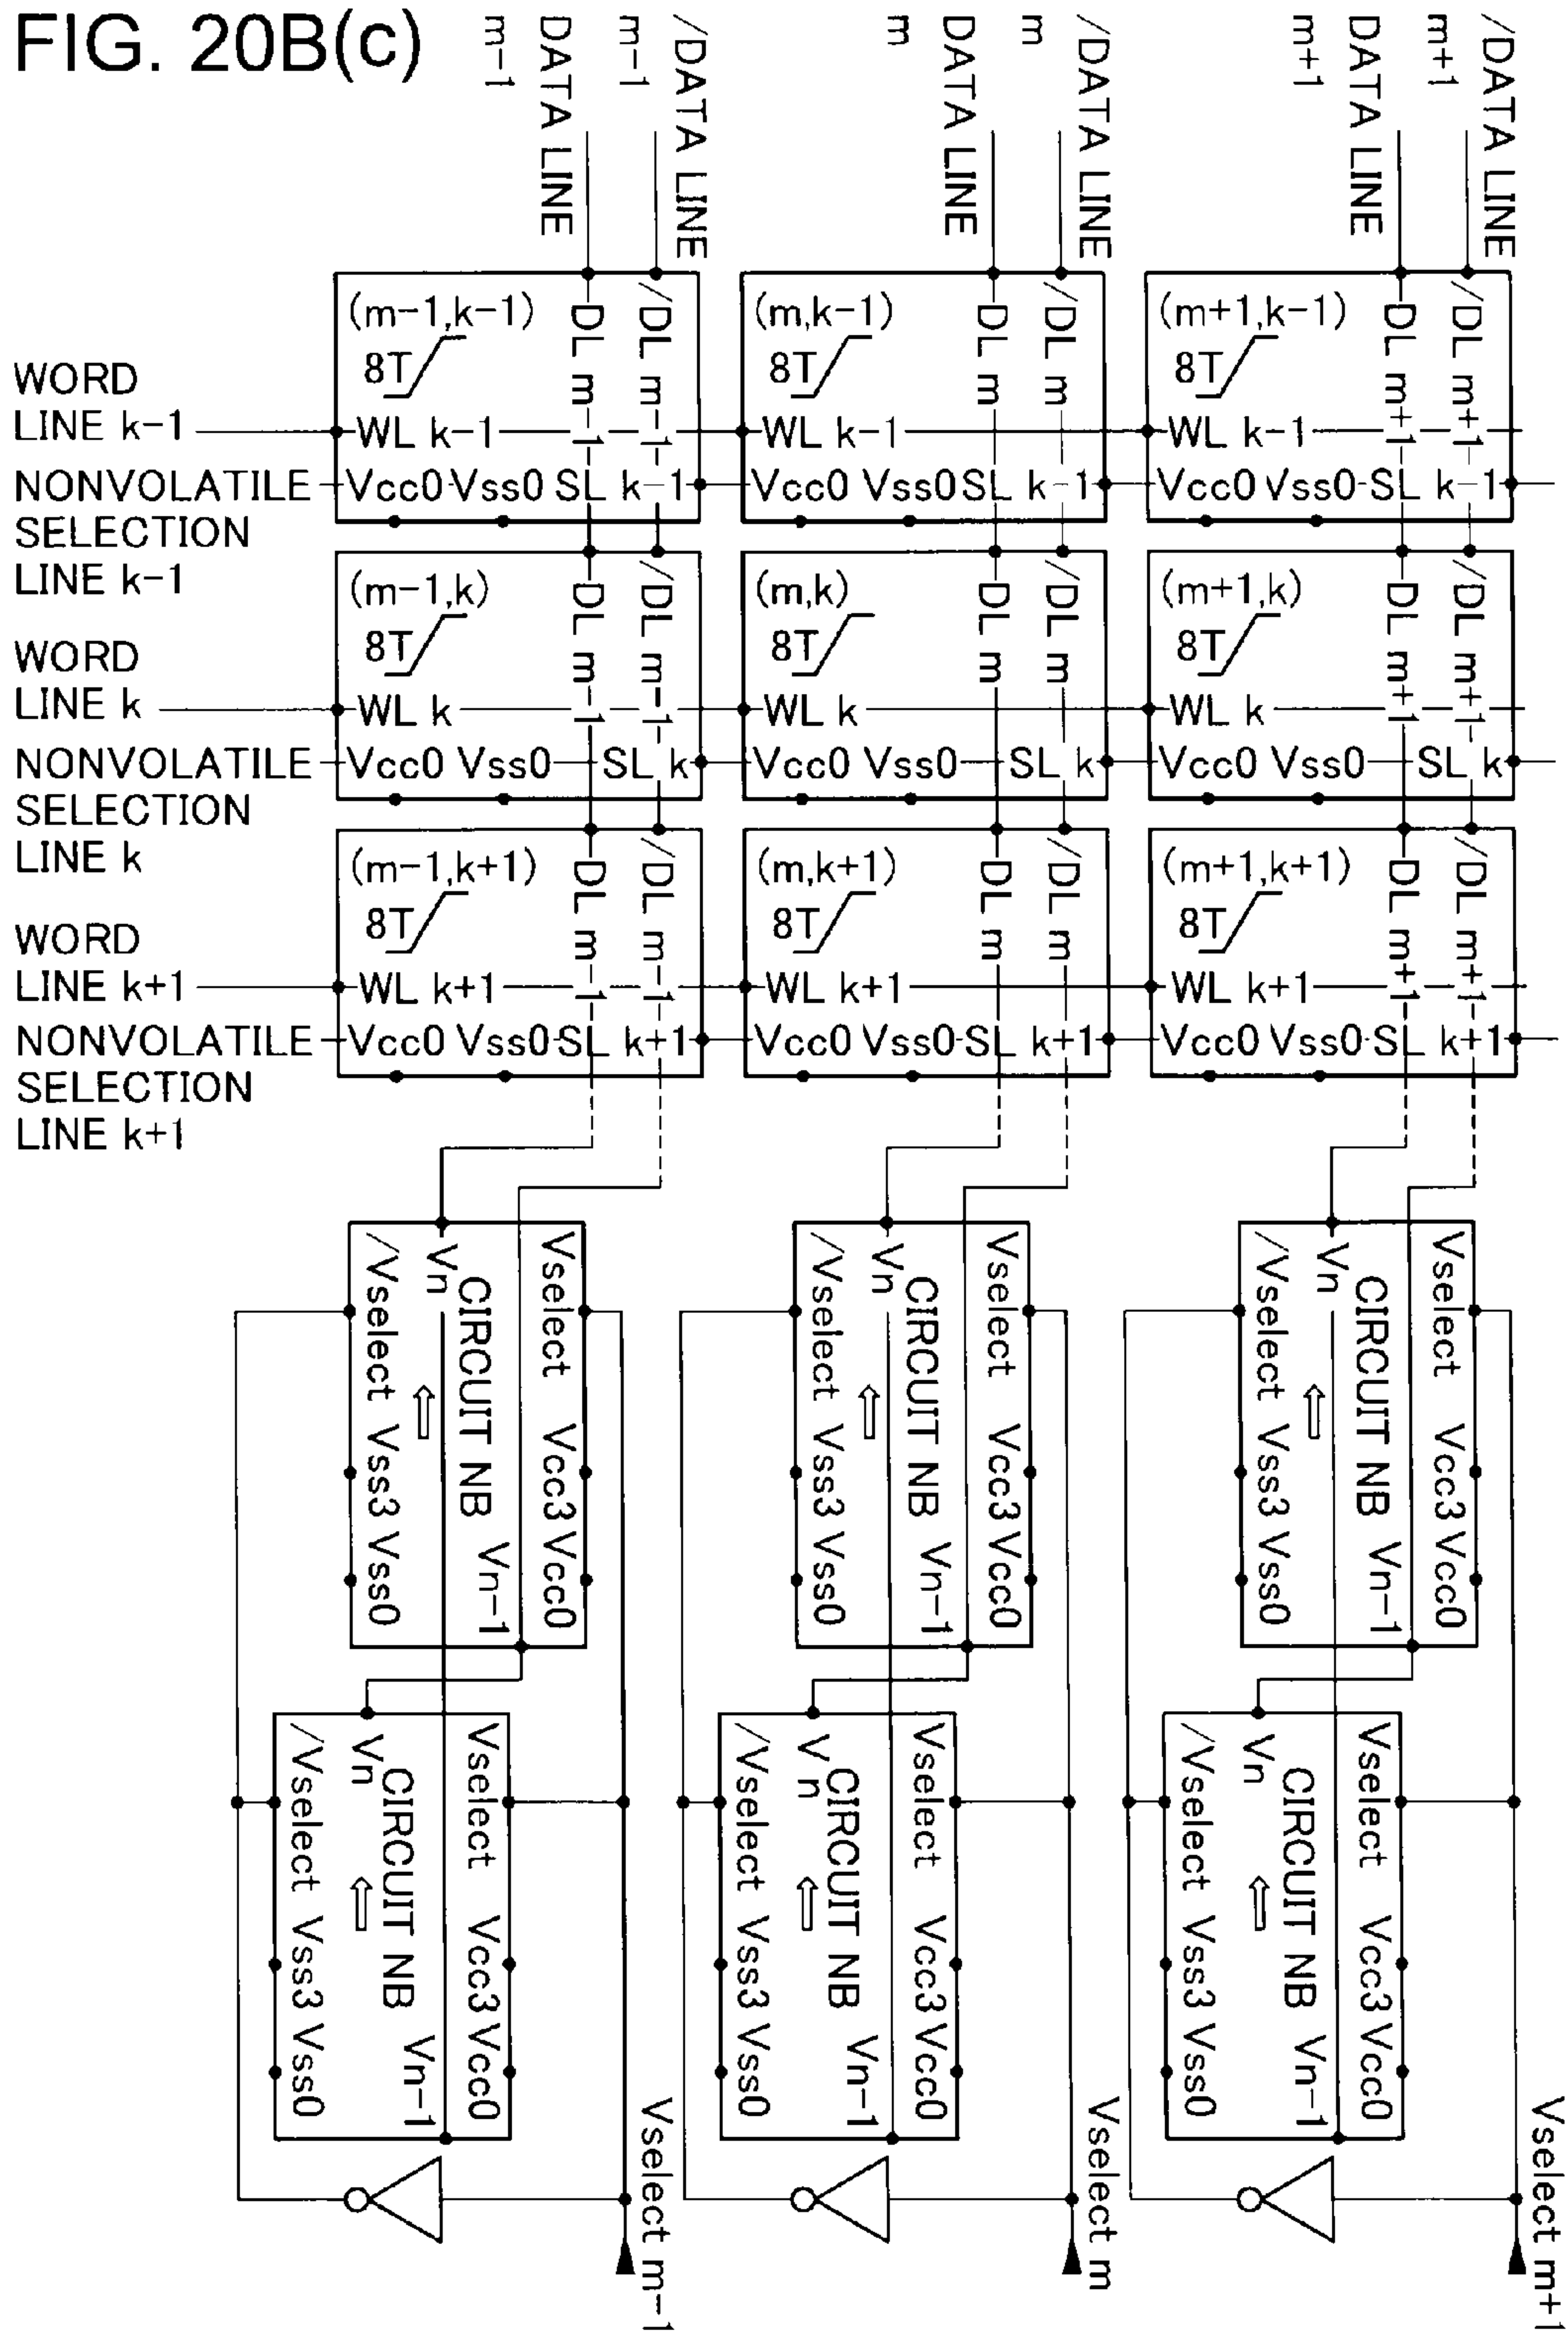 FIG. 20B(c)
DATA LINE
m-1
/DATA LINE
m-1
DATA LINE
m
/DATA LINE
m
DATA LINE
m+1
/DATA LINE
m+1
WORD
LINE k-1
NONVOLATILE
SELECTION
LINE k-1
(m-1,k-1)
8T
DL m-1
/DL m-1
WL k-1
Vcc0 Vss0 SL k-1
(m,k-1)
8T
DL m
/DL m
WL k-1
Vcc0 Vss0 SL k-1
(m+1,k-1)
8T
DL m+1
/DL m+1
WL k-1
Vcc0 Vss0 SL k-1
WORD
LINE k
NONVOLATILE
SELECTION
LINE k
(m-1,k)
8T
DL m-1
/DL m-1
WL k
Vcc0 Vss0 SL k
(m,k)
8T
DL m
/DL m
WL k
Vcc0 Vss0 SL k
(m+1,k)
8T
DL m+1
/DL m+1
WL k
Vcc0 Vss0 SL k
WORD
LINE k+1
NONVOLATILE
SELECTION
LINE k+1
(m-1,k+1)
8T
DL m-1
/DL m-1
WL k+1
Vcc0 Vss0 SL k+1
(m,k+1)
8T
DL m
/DL m
WL k+1
Vcc0 Vss0 SL k+1
(m+1,k+1)
8T
DL m+1
/DL m+1
WL k+1
Vcc0 Vss0 SL k+1
Vselect Vcc3 Vcc0
Vn CIRCUIT NB Vn-1
/Vselect Vss3 Vss0
Vselect Vcc3 Vcc0
Vn CIRCUIT NB Vn-1
/Vselect Vss3 Vss0
Vselect Vcc3 Vcc0
Vn CIRCUIT NB Vn-1
/Vselect Vss3 Vss0
Vselect Vcc3 Vcc0
Vn CIRCUIT NB Vn-1
/Vselect Vss3 Vss0
Vselect Vcc3 Vcc0
Vn CIRCUIT NB Vn-1
/Vselect Vss3 Vss0
Vselect Vcc3 Vcc0
Vn CIRCUIT NB Vn-1
/Vselect Vss3 Vss0
Vselect m-1
Vselect m
Vselect m+1